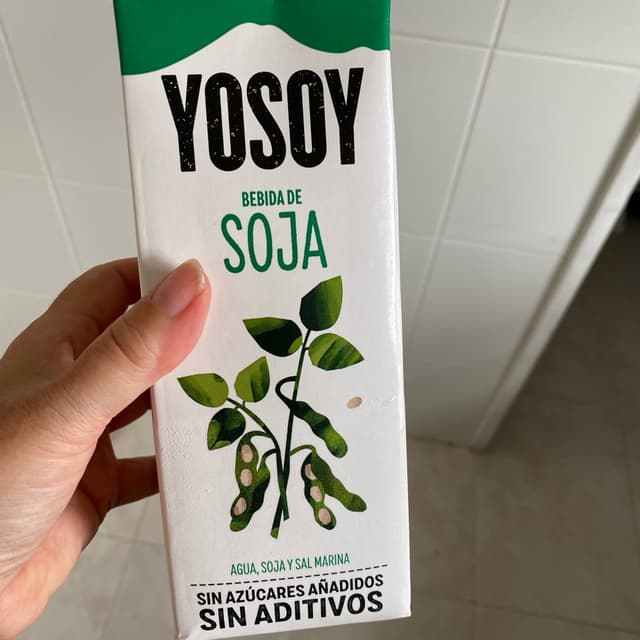 YOSOY
BEBIDA DE
SOJA
AGUA, SOJA Y SAL MARINA
SIN AZÚCARES AÑADIDOS
SIN ADITIVOS